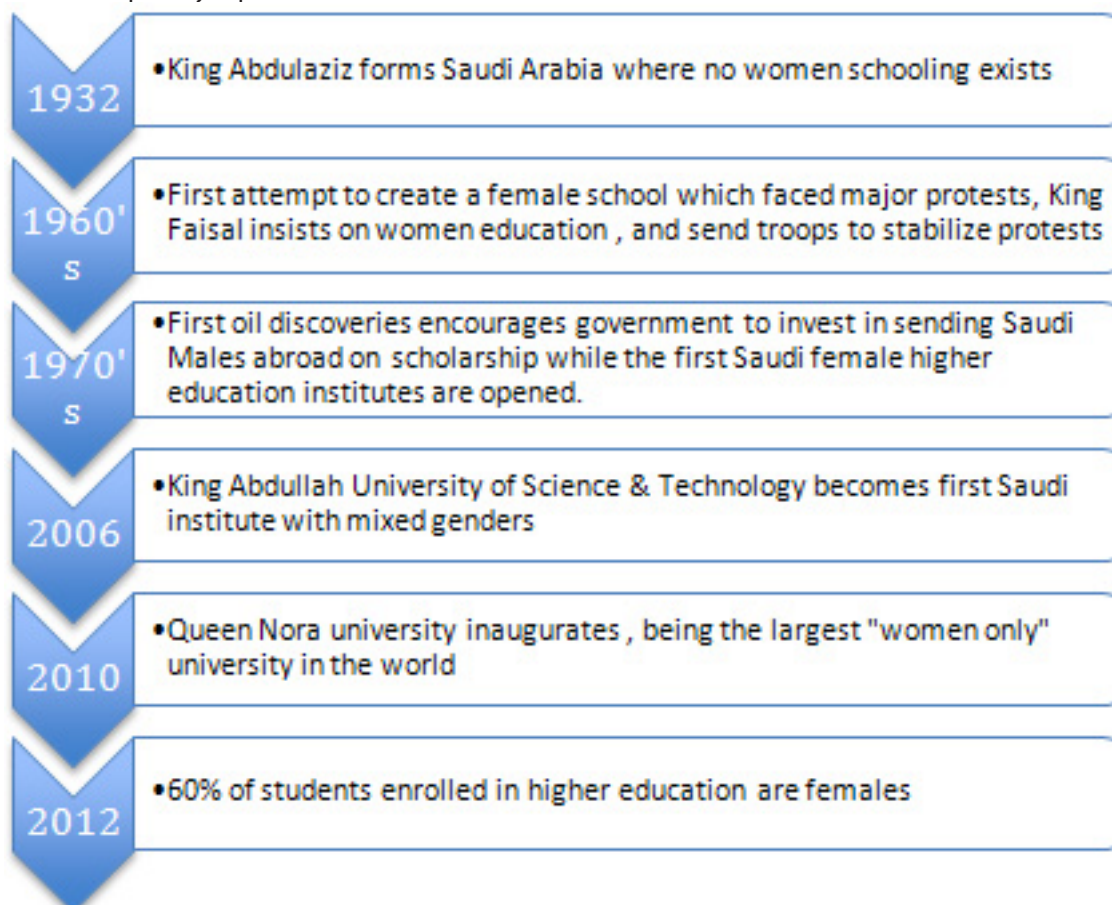 1932
•King Abdulaziz forms Saudi Arabia where no women schooling exists
1960'
s
•First attempt to create a female school which faced major protests, King
Faisal insists on women education , and send troops to stabilize protests
1970'
s
•First oil discoveries encourages government to invest in sending Saudi
Males abroad on scholarship while the first Saudi female higher
education institutes are opened.
2006
•King Abdullah University of Science & Technology becomes first Saudi
institute with mixed genders
2010
•Queen Nora university inaugurates , being the largest "women only"
university in the world
2012
•60% of students enrolled in higher education are females